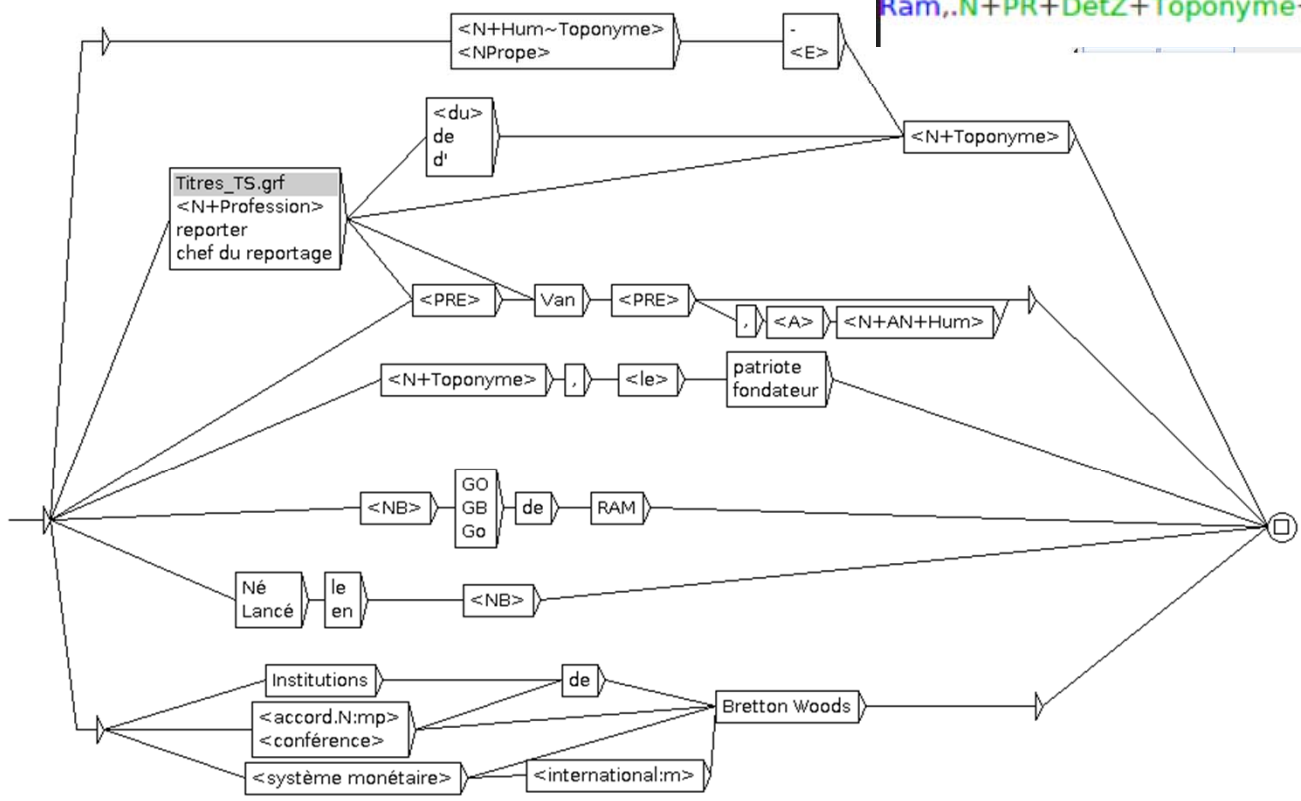 Ram,.N+PR+DetZ+Toponyme
<N+Hum~Toponyme>
<NPrope>
-
<E>
<du>
de
d'
<N+Toponyme>
Titres_TS.grf
<N+Profession>
reporter
chef du reportage
<PRE>
Van
<PRE>
,
<A>
<N+AN+Hum>
<N+Toponyme>
,
<le>
patriote
fondateur
<NB>
GO
GB
Go
de
RAM
Né
Lancé
le
en
<NB>
Institutions
de
<accord.N:mp>
<conférence>
Bretton Woods
<système monétaire>
<international:m>